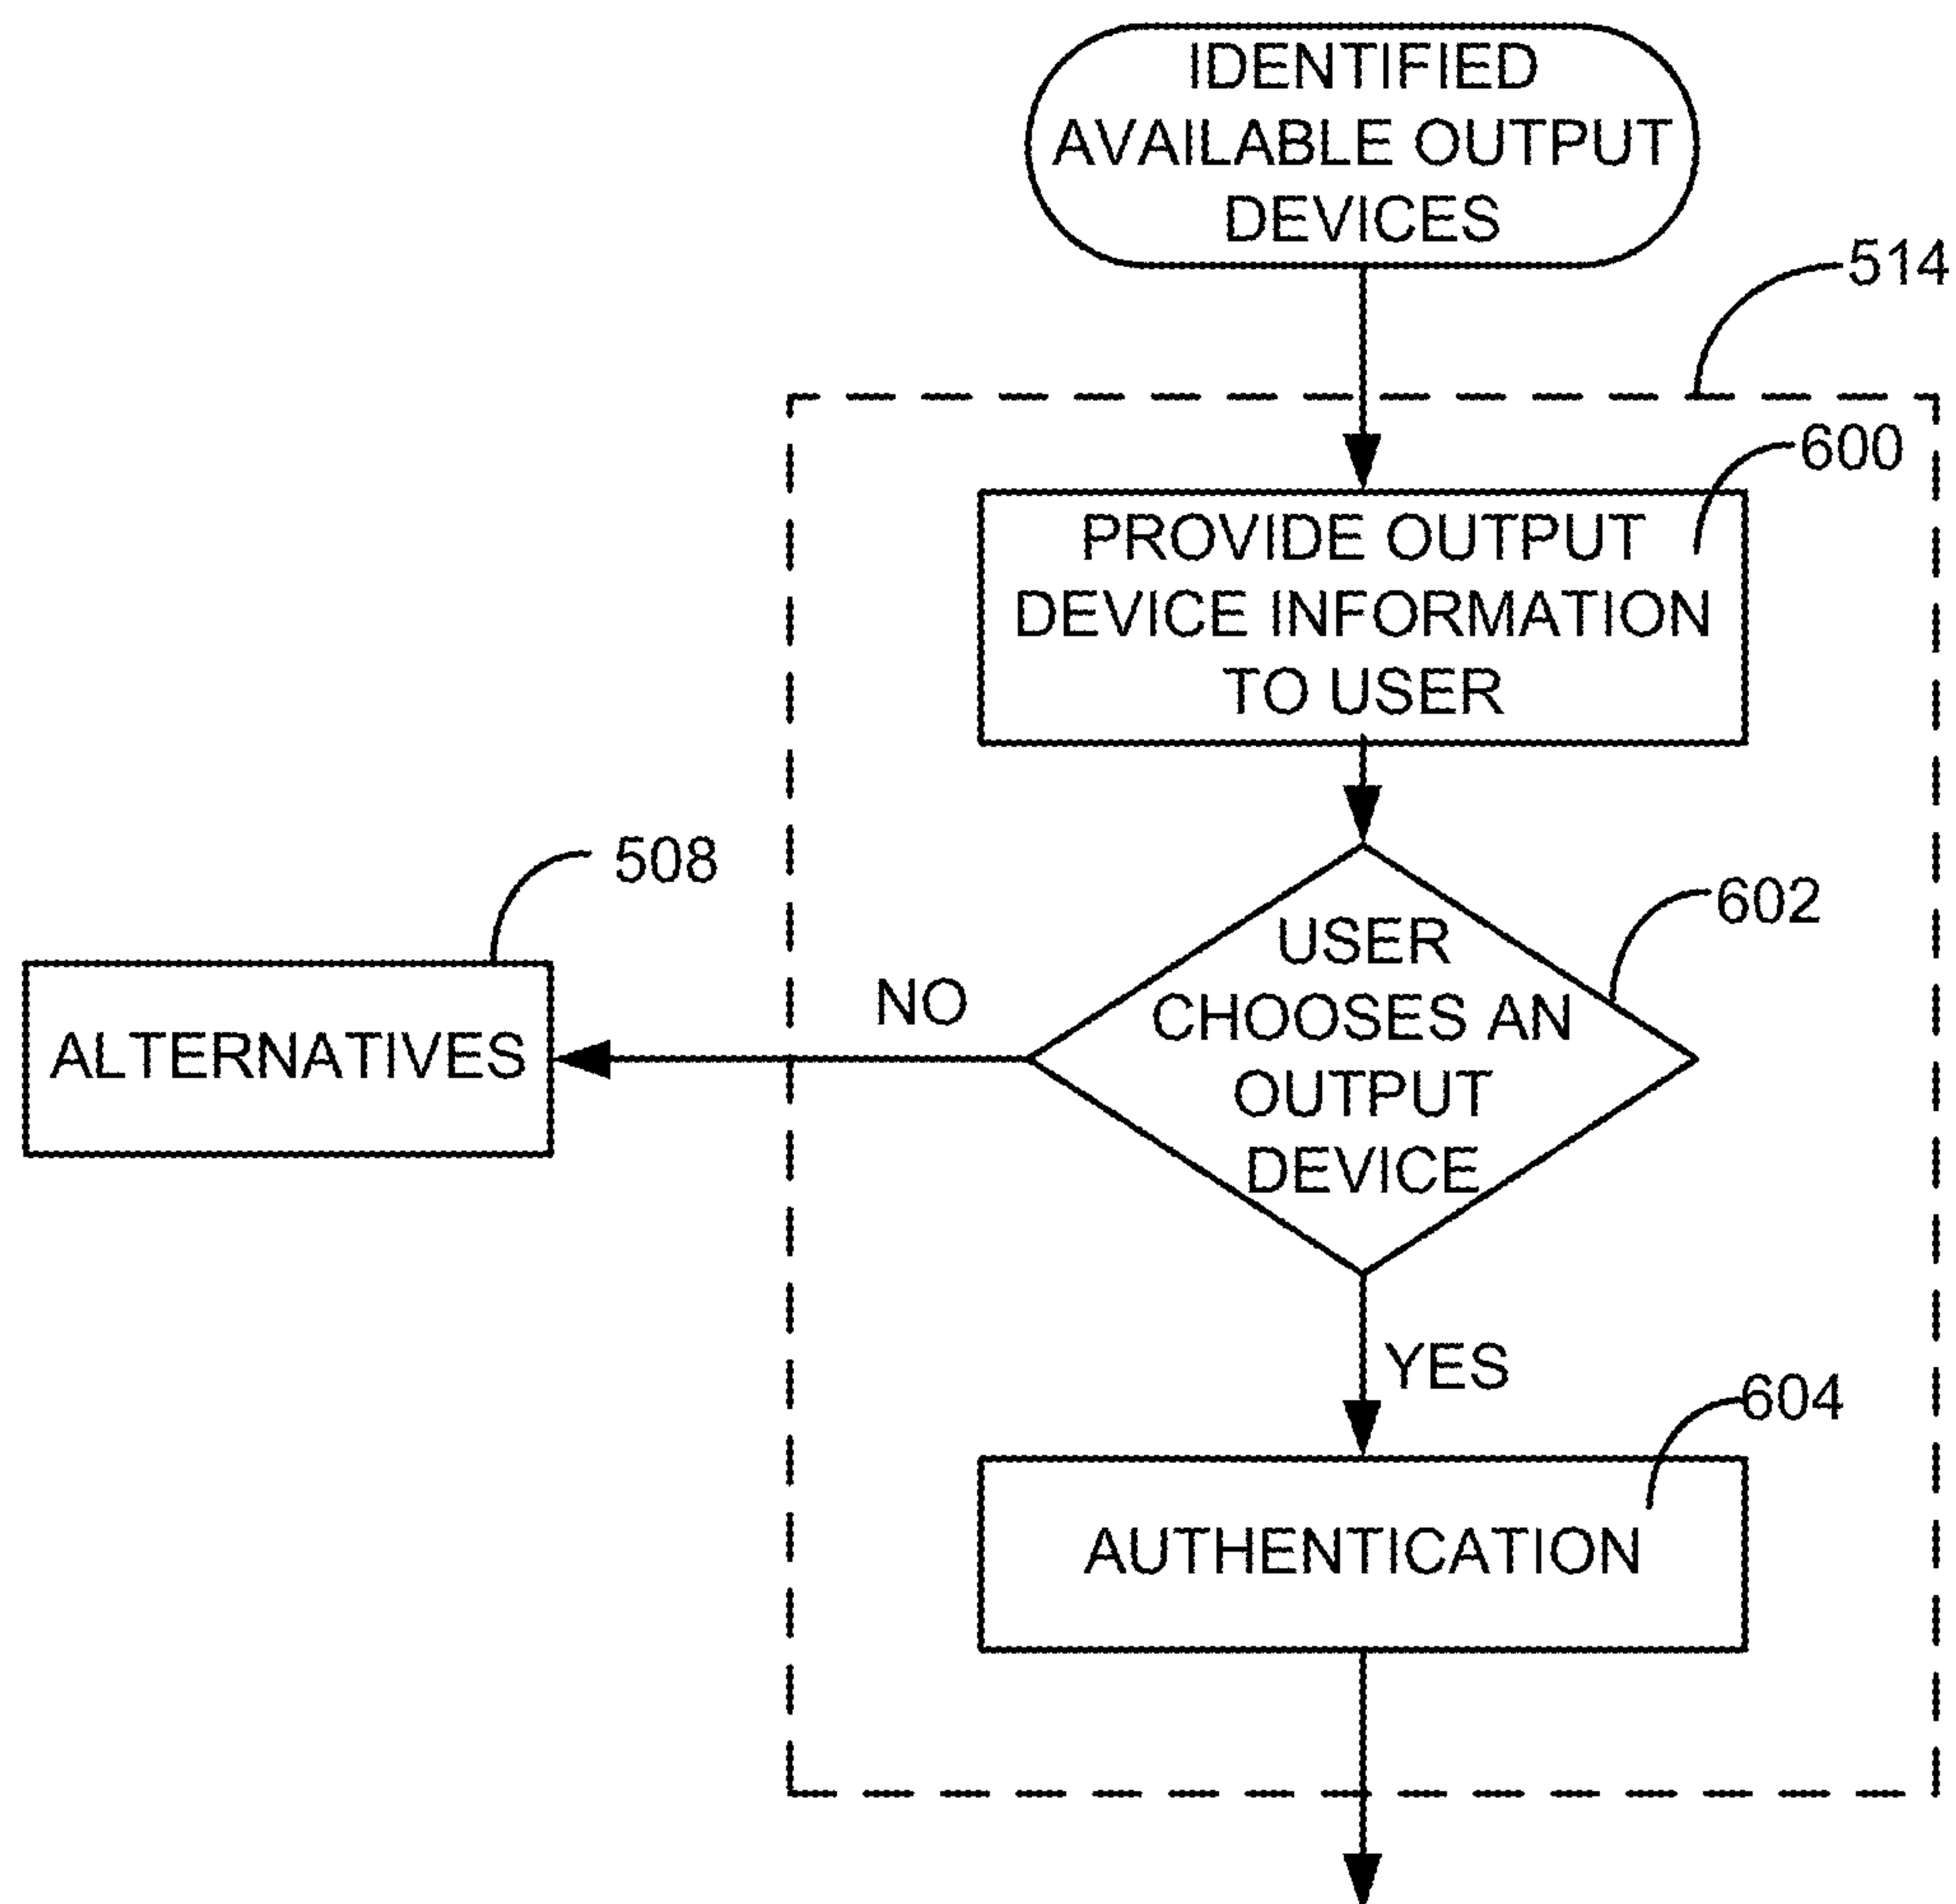 IDENTIFIED
AVAILABLE OUTPUT
DEVICES
514
600
PROVIDE OUTPUT
DEVICE INFORMATION
TO USER
508
602
USER
CHOOSES AN
OUTPUT
DEVICE
NO
ALTERNATIVES
YES
604
AUTHENTICATION